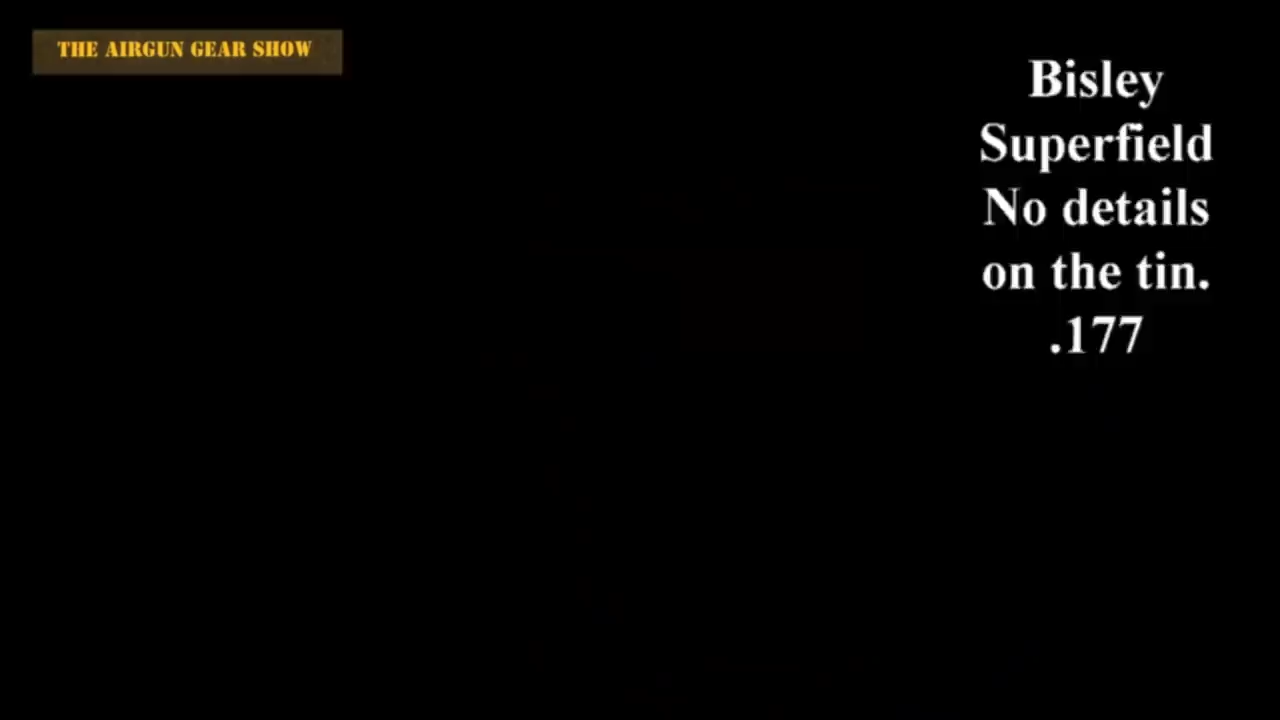 THE AIRGUN GEAR SHOW
Bisley
Superfield
No details
on the tin.
.177